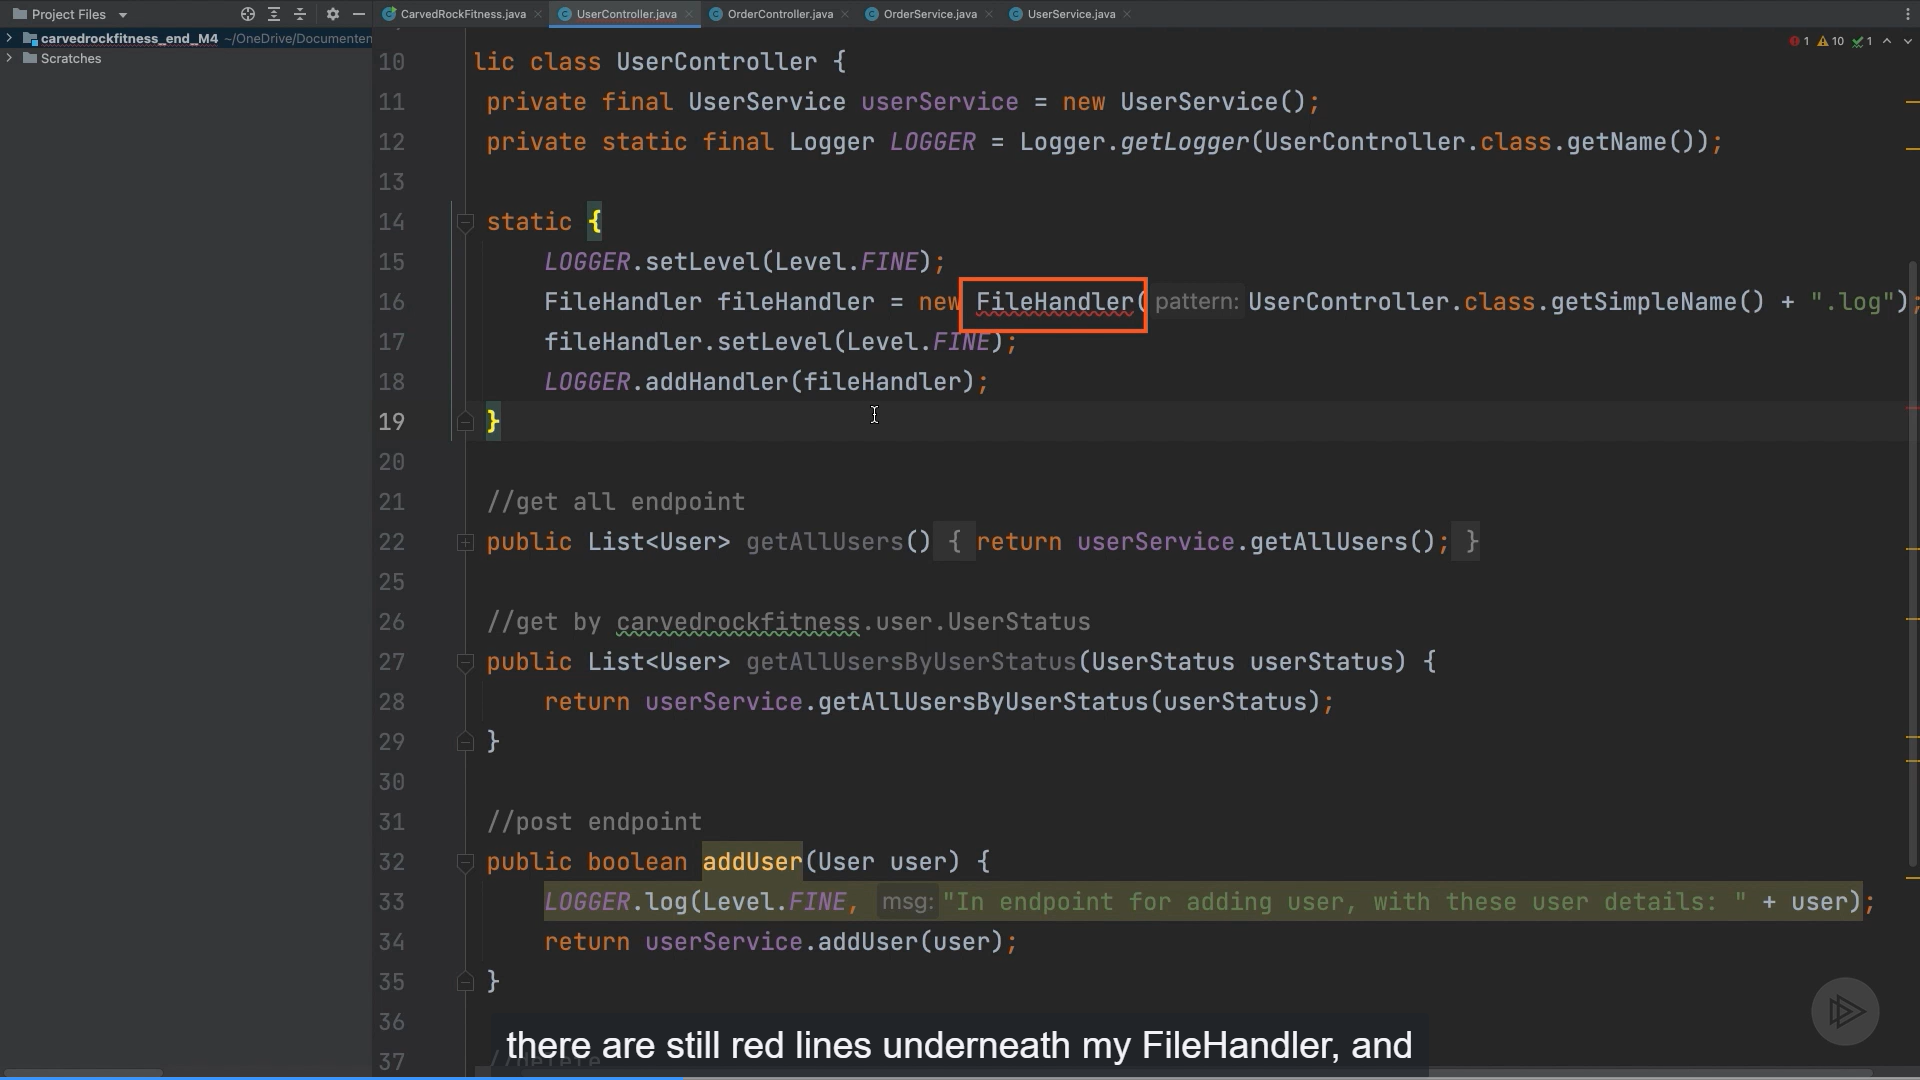 Project Files
CarvedRockFitness.java
UserController.java
OrderController.java
OrderService.java
UserService.java
carvedrockfitness_end_M4 ~/OneDrive/Documenten
Scratches
1 10 1
10 lic class UserController {
11 private final UserService userService = new UserService();
12 private static final Logger LOGGER = Logger.getLogger(UserController.class.getName());
13
14 static {
15 LOGGER.setLevel(Level.FINE);
16 FileHandler fileHandler = new FileHandler( pattern: UserController.class.getSimpleName() + ".log");
17 fileHandler.setLevel(Level.FINE);
18 LOGGER.addHandler(fileHandler);
19 }
20
21 //get all endpoint
22 public List<User> getAllUsers() { return userService.getAllUsers(); }
25
26 //get by carvedrockfitness.user.UserStatus
27 public List<User> getAllUsersByUserStatus(UserStatus userStatus) {
28 return userService.getAllUsersByUserStatus(userStatus);
29 }
30
31 //post endpoint
32 public boolean addUser(User user) {
33 LOGGER.log(Level.FINE, msg: "In endpoint for adding user, with these user details: " + user);
34 return userService.addUser(user);
35 }
36
37
there are still red lines underneath my FileHandler, and